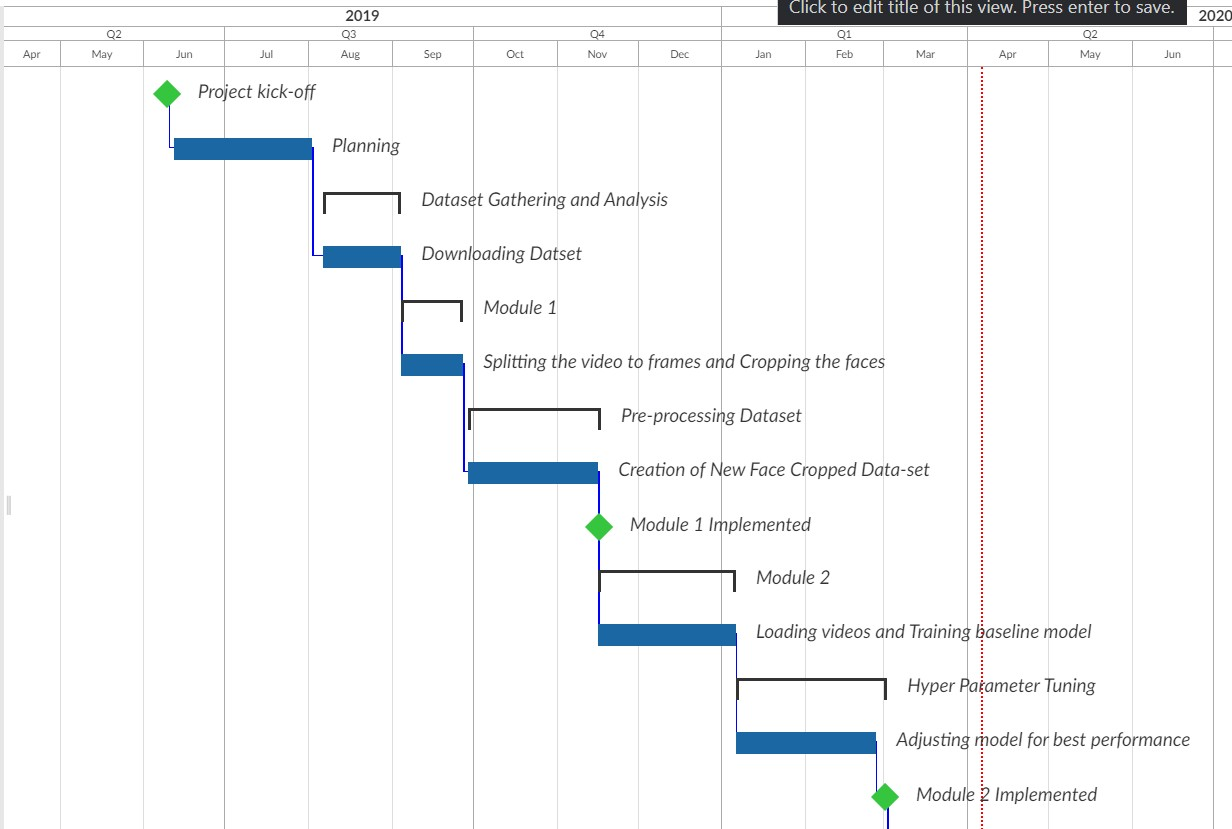 Click to edit title of this view. Press enter to save.
2019 2020
Q2 Q3 Q4 Q1 Q2
Apr May Jun Jul Aug Sep Oct Nov Dec Jan Feb Mar Apr May Jun
Project kick-off
Planning
Dataset Gathering and Analysis
Downloading Datset
Module 1
Splitting the video to frames and Cropping the faces
Pre-processing Dataset
Creation of New Face Cropped Data-set
Module 1 Implemented
Module 2
Loading videos and Training baseline model
Hyper Parameter Tuning
Adjusting model for best performance
Module 2 Implemented